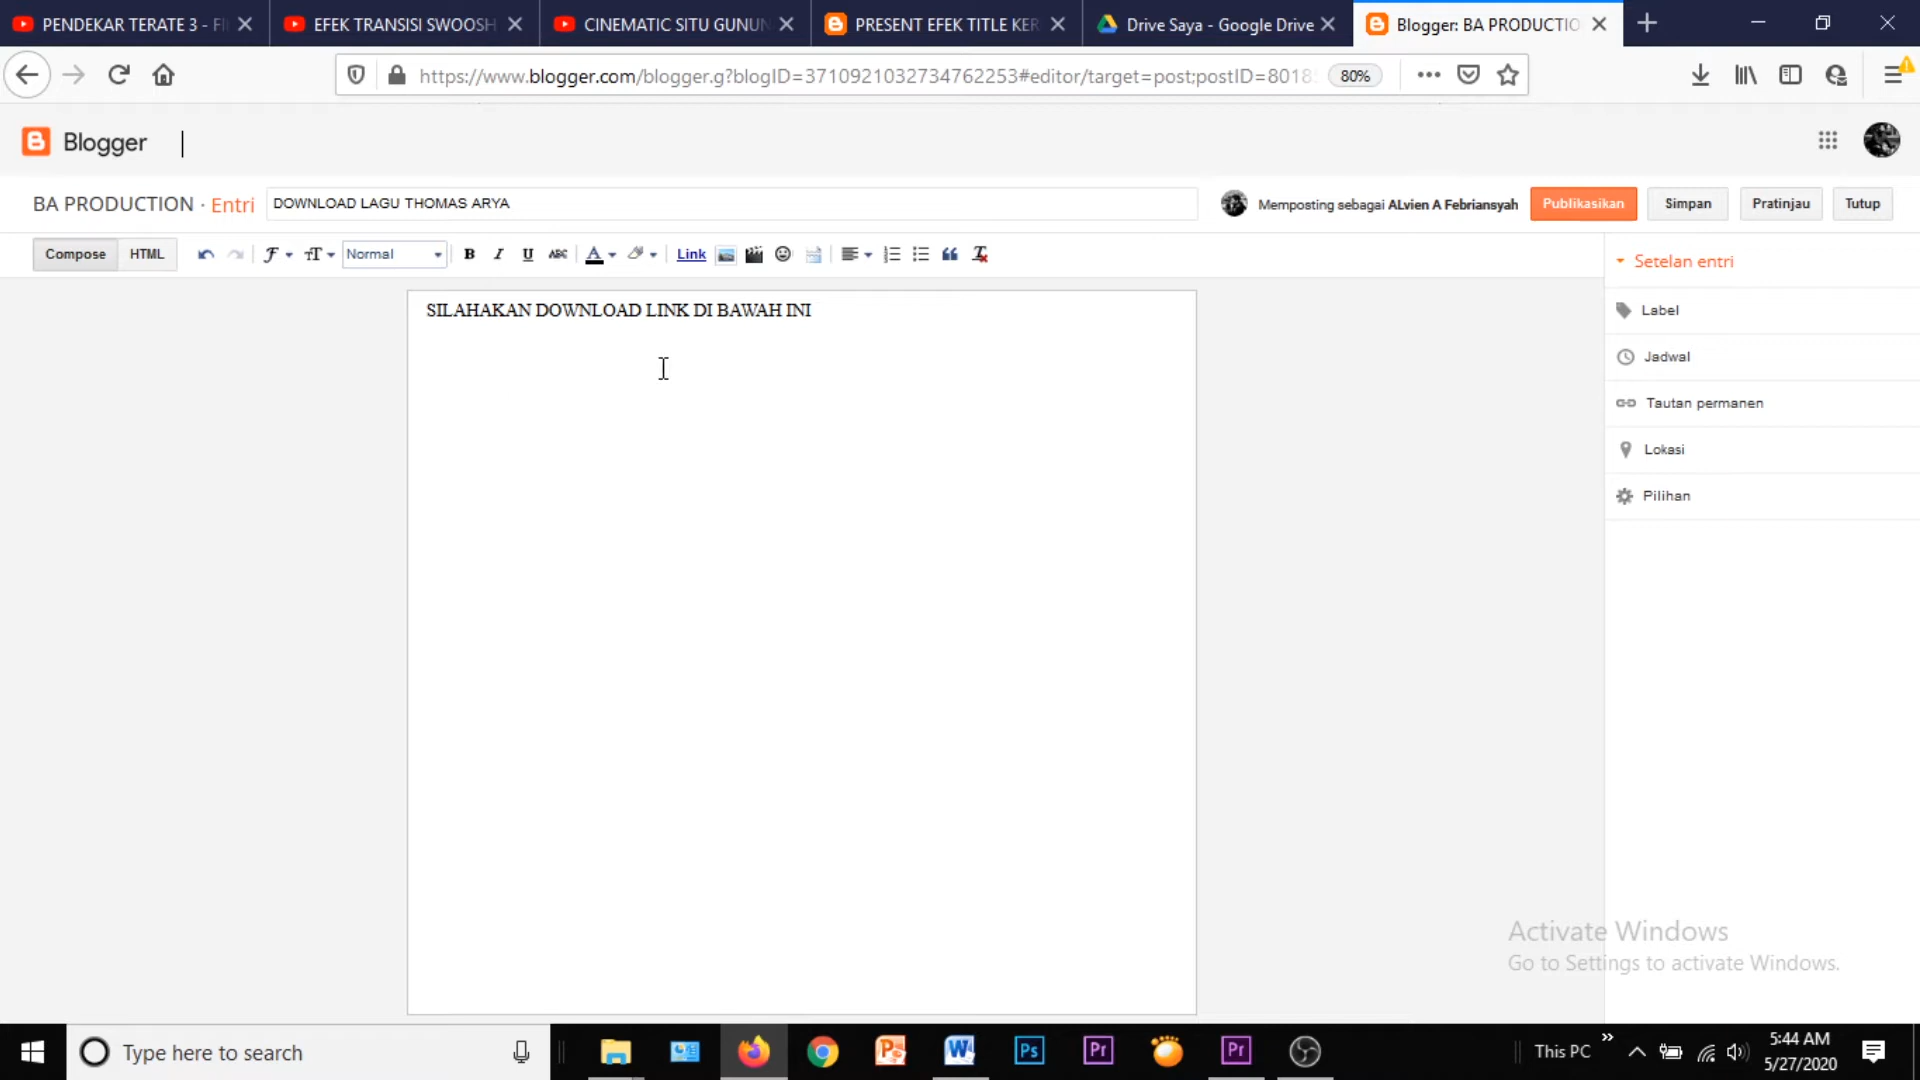 PENDEKAR TERATE 3 - FI
EFEK TRANSISI SWOOSH
CINEMATIC SITU GUNUN
PRESENT EFEK TITLE KER
Drive Saya - Google Drive
Blogger: BA PRODUCTIO
https://www.blogger.com/blogger.g?blogID=3710921032734762253#editor/target=post;postID=8018
80%
Blogger
BA PRODUCTION · Entri
DOWNLOAD LAGU THOMAS ARYA
Memposting sebagai ALvien A Febriansyah
Publikasikan
Simpan
Pratinjau
Tutup
Compose
HTML
Normal
B
I
U
ABC
A
Link
Setelan entri
SILAHAKAN DOWNLOAD LINK DI BAWAH INI
Label
Jadwal
Tautan permanen
Lokasi
Pilihan
Activate Windows
Go to Settings to activate Windows.
Type here to search
This PC
5:44 AM
5/27/2020